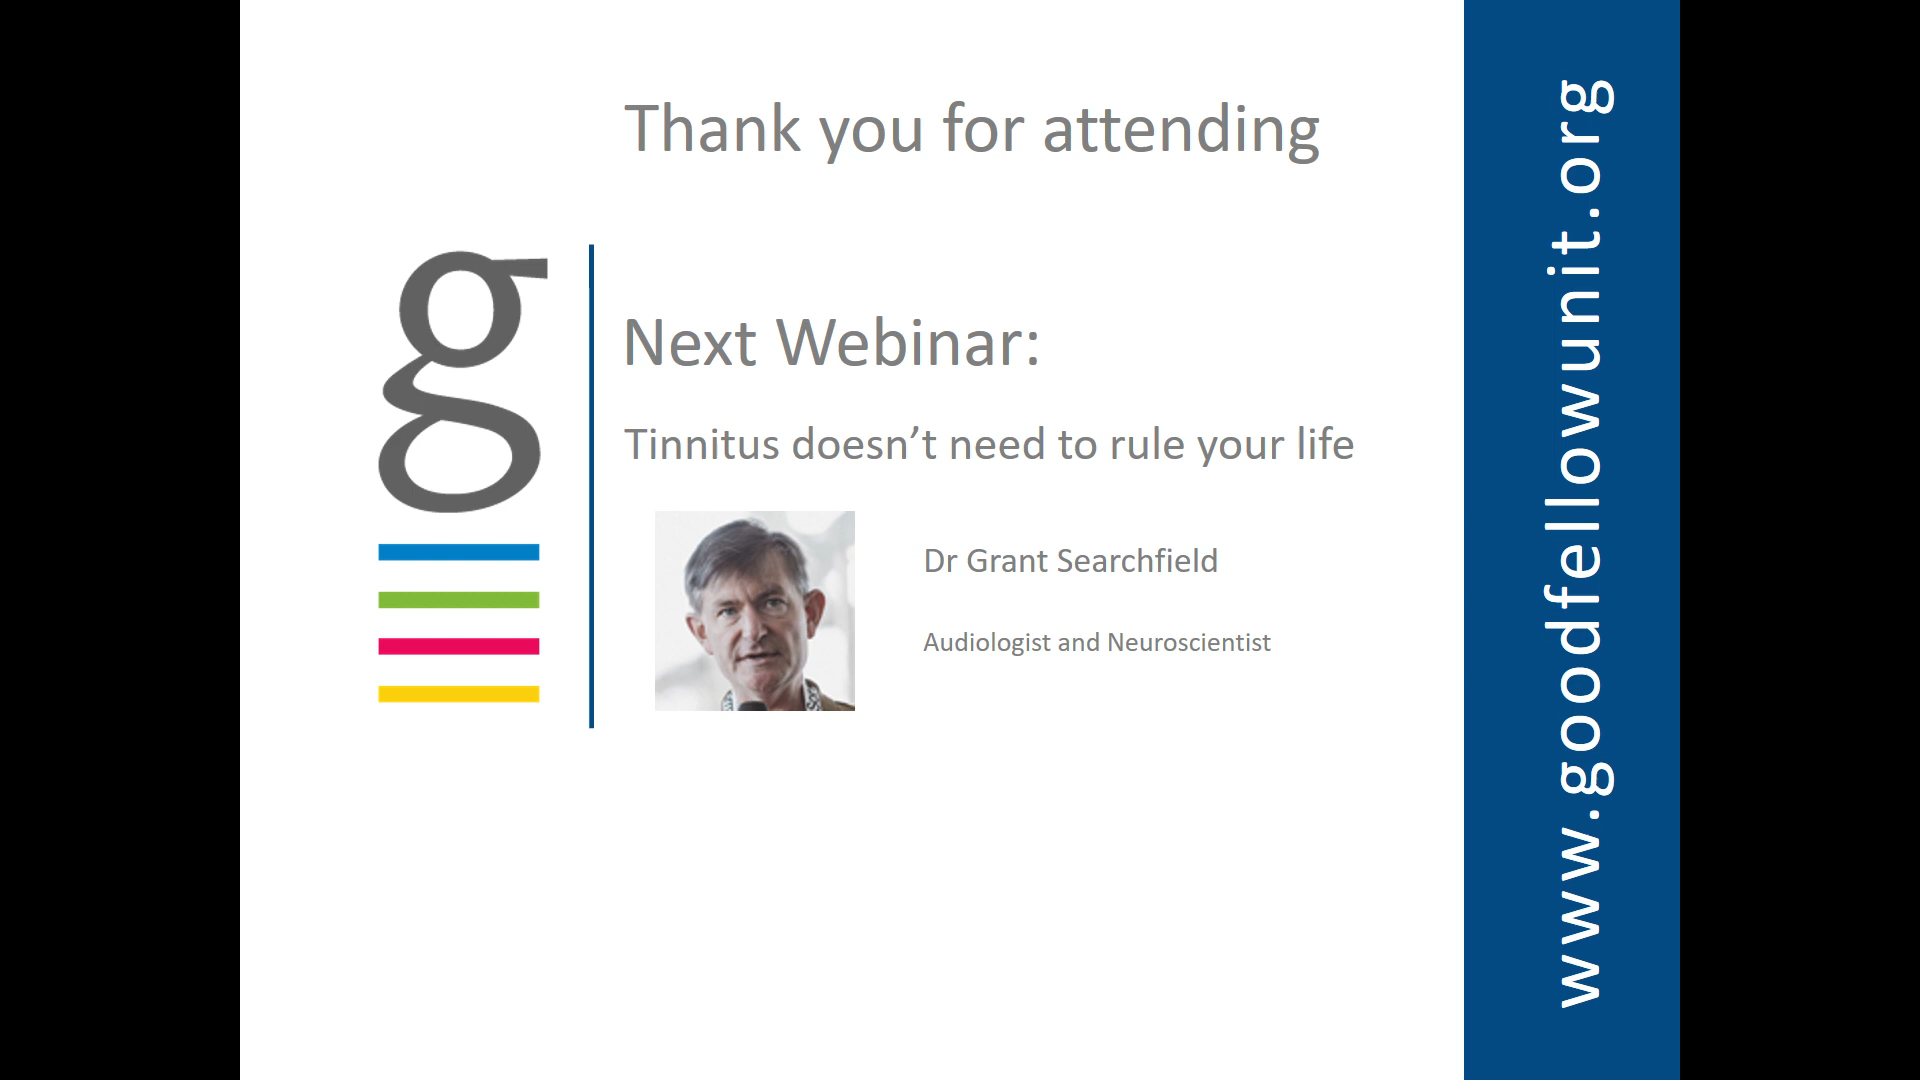 Thank you for attending
g
Next Webinar:
Tinnitus doesn’t need to rule your life
Dr Grant Searchfield
Audiologist and Neuroscientist
www.goodfellowunit.org